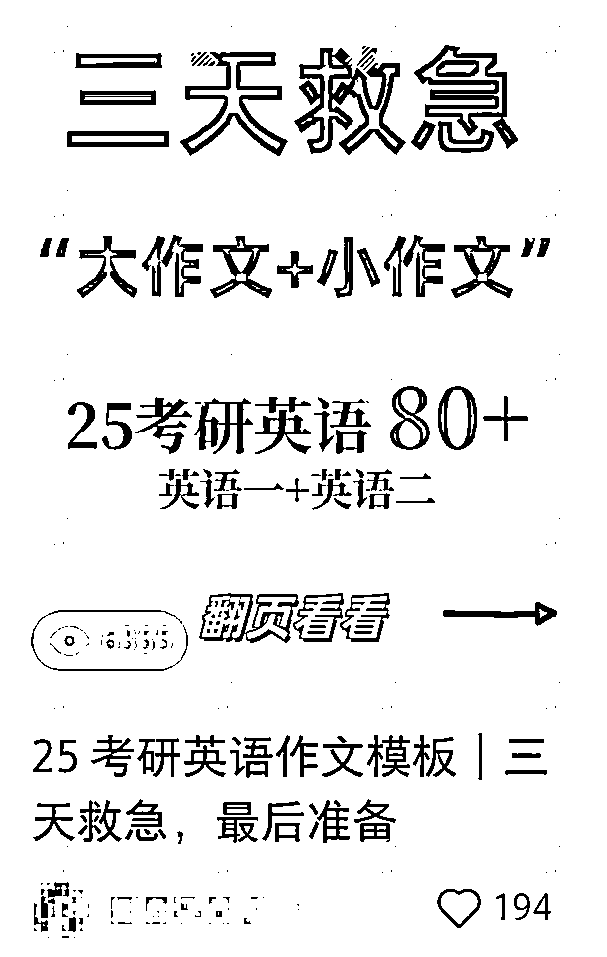 三天救急
“大作文+小作文”
25考研英语 80+
英语一+英语二
翻页看看
25 考研英语作文模板｜三
天救急，最后准备
194